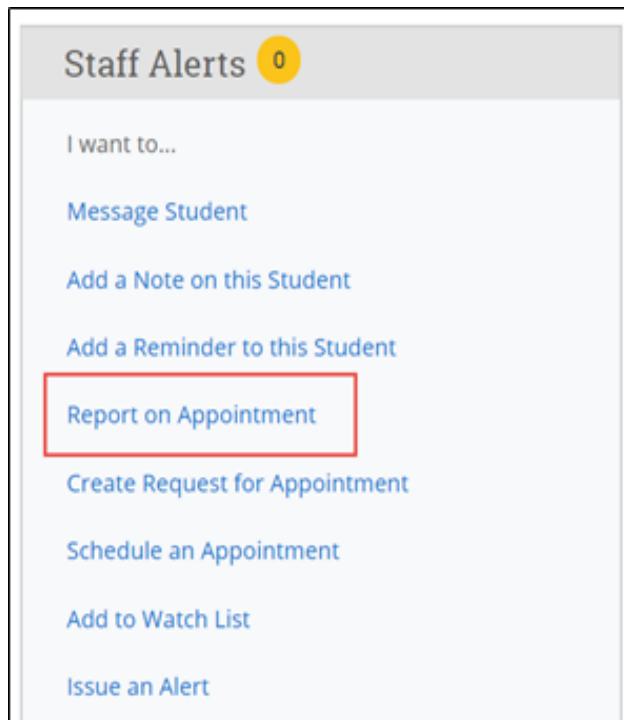 Staff Alerts 0
I want to...
Message Student
Add a Note on this Student
Add a Reminder to this Student
Report on Appointment
Create Request for Appointment
Schedule an Appointment
Add to Watch List
Issue an Alert